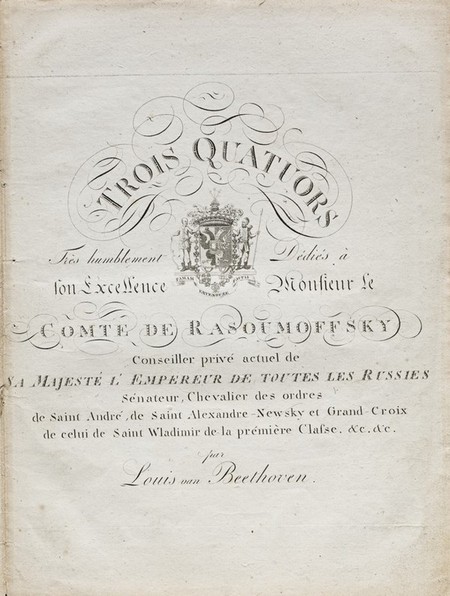 TROIS QUATUORS
Très humblement Dédiés à
son Excellence Monsieur le
COMTE DE RASOUMOFFSKY
Conseiller privé actuel de
SA MAJESTÉ L'EMPEREUR DE TOUTES LES RUSSIES
Sénateur, Chevalier des ordres
de Saint André, de Saint Alexandre-Newsky et Grand-Croix
de celui de Saint Wladimir de la prémière Classe. &c. &c.
par
Louis van Beethoven.